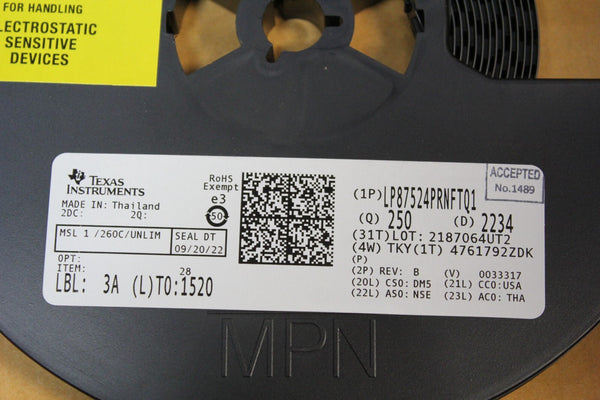 FOR HANDLING
LECTROSTATIC
SENSITIVE
DEVICES
TEXAS
INSTRUMENTS
MADE IN: Thailand
2DC: 2Q:
MSL 1 /260C/UNLIM
SEAL DT
09/20/22
OPT:
ITEM: 28
LBL: 3A (L)TO:1520
RoHS
Exempt
e3
50
ACCEPTED
No.1489
(1P)LP87524PRNFTQ1
(Q) 250 (D) 2234
(31T)LOT: 2187064UT2
(4W) TKY(1T) 4761792ZDK
(P)
(2P) REV: B (V) 0033317
(20L) CSO:DM5 (21L) CCO:USA
(22L) ASO:NSE (23L) ACO:THA
MPN